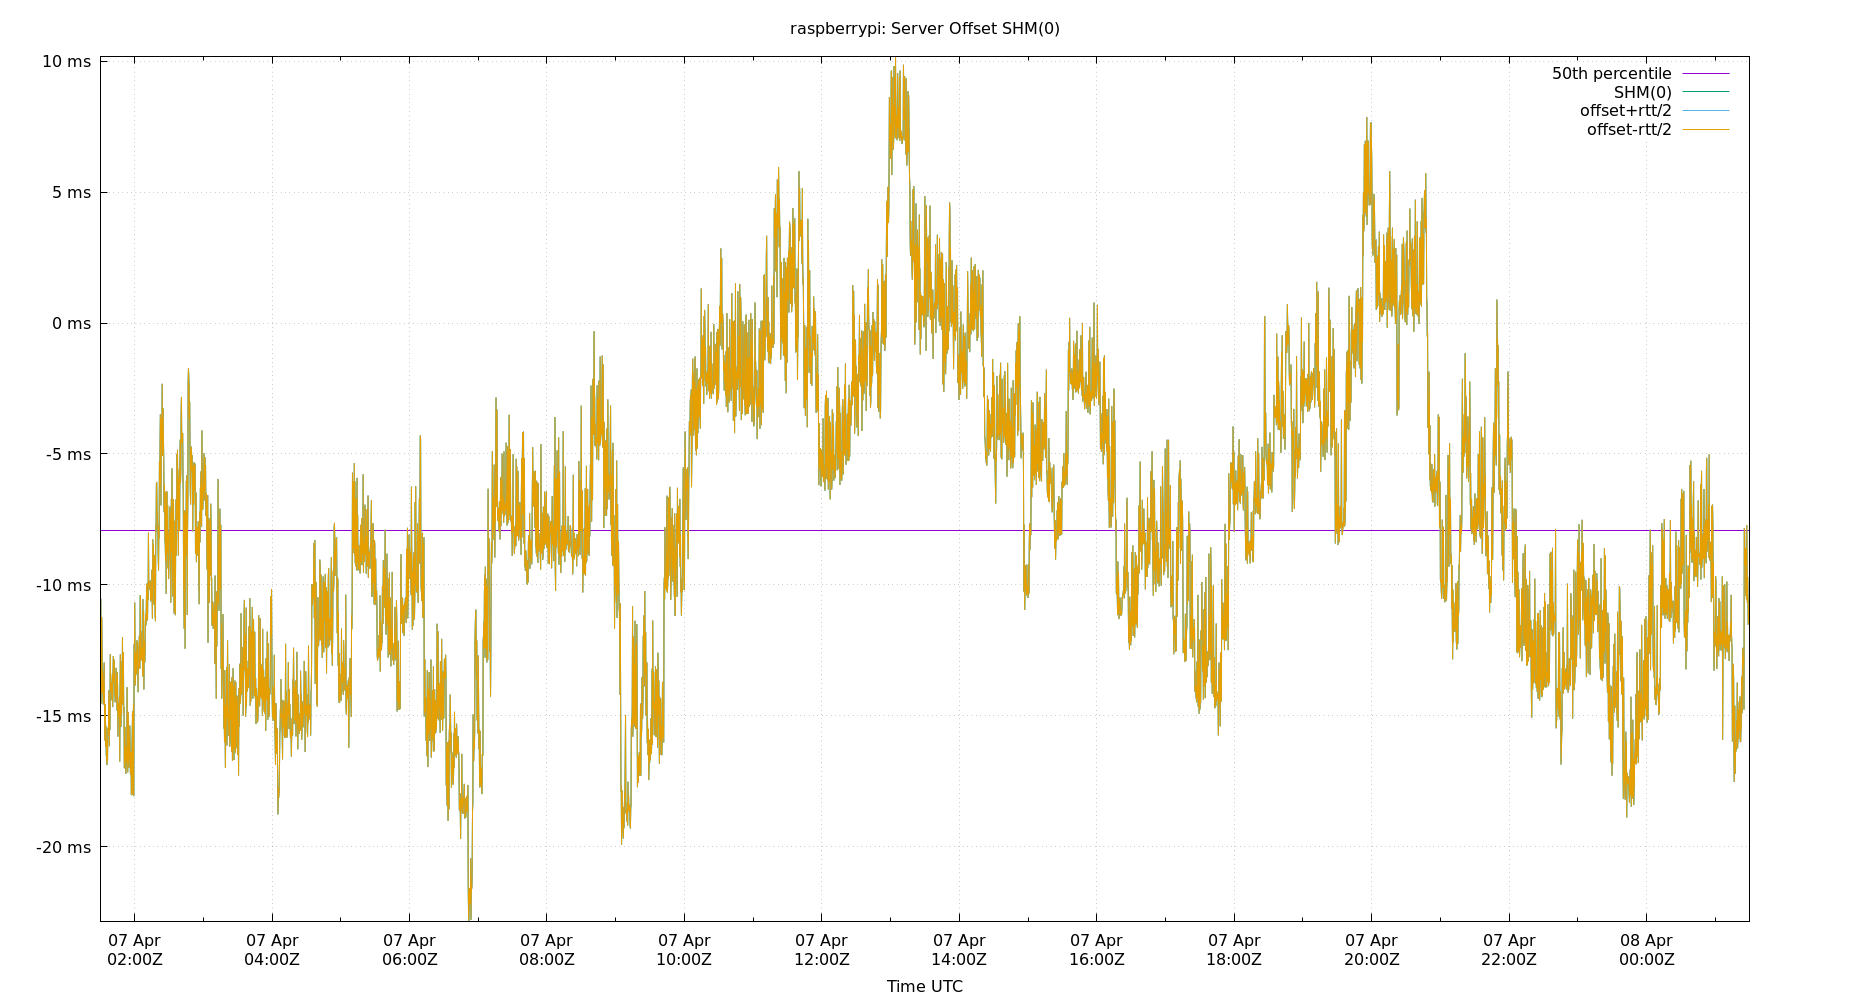 raspberrypi: Server Offset SHM(0)
50th percentile
SHM(0)
offset+rtt/2
offset-rtt/2
10 ms
5 ms
0 ms
-5 ms
-10 ms
-15 ms
-20 ms
07 Apr 07 Apr 07 Apr 07 Apr 07 Apr 07 Apr 07 Apr 07 Apr 07 Apr 07 Apr 07 Apr 08 Apr
02:00Z 04:00Z 06:00Z 08:00Z 10:00Z 12:00Z 14:00Z 16:00Z 18:00Z 20:00Z 22:00Z 00:00Z
Time UTC